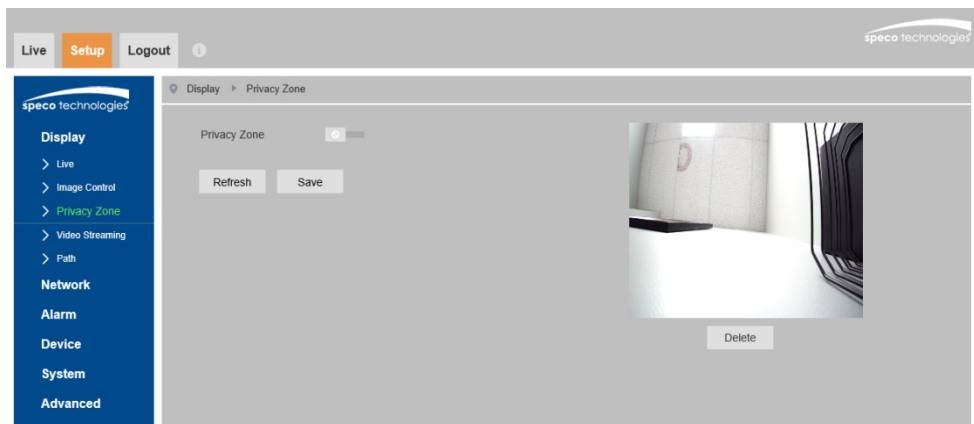 Live Setup Logout
speco technologies
speco technologies
Display Privacy Zone
Display
Live
Image Control
Privacy Zone
Video Streaming
Path
Network
Alarm
Device
System
Advanced
Privacy Zone
Refresh Save
Delete